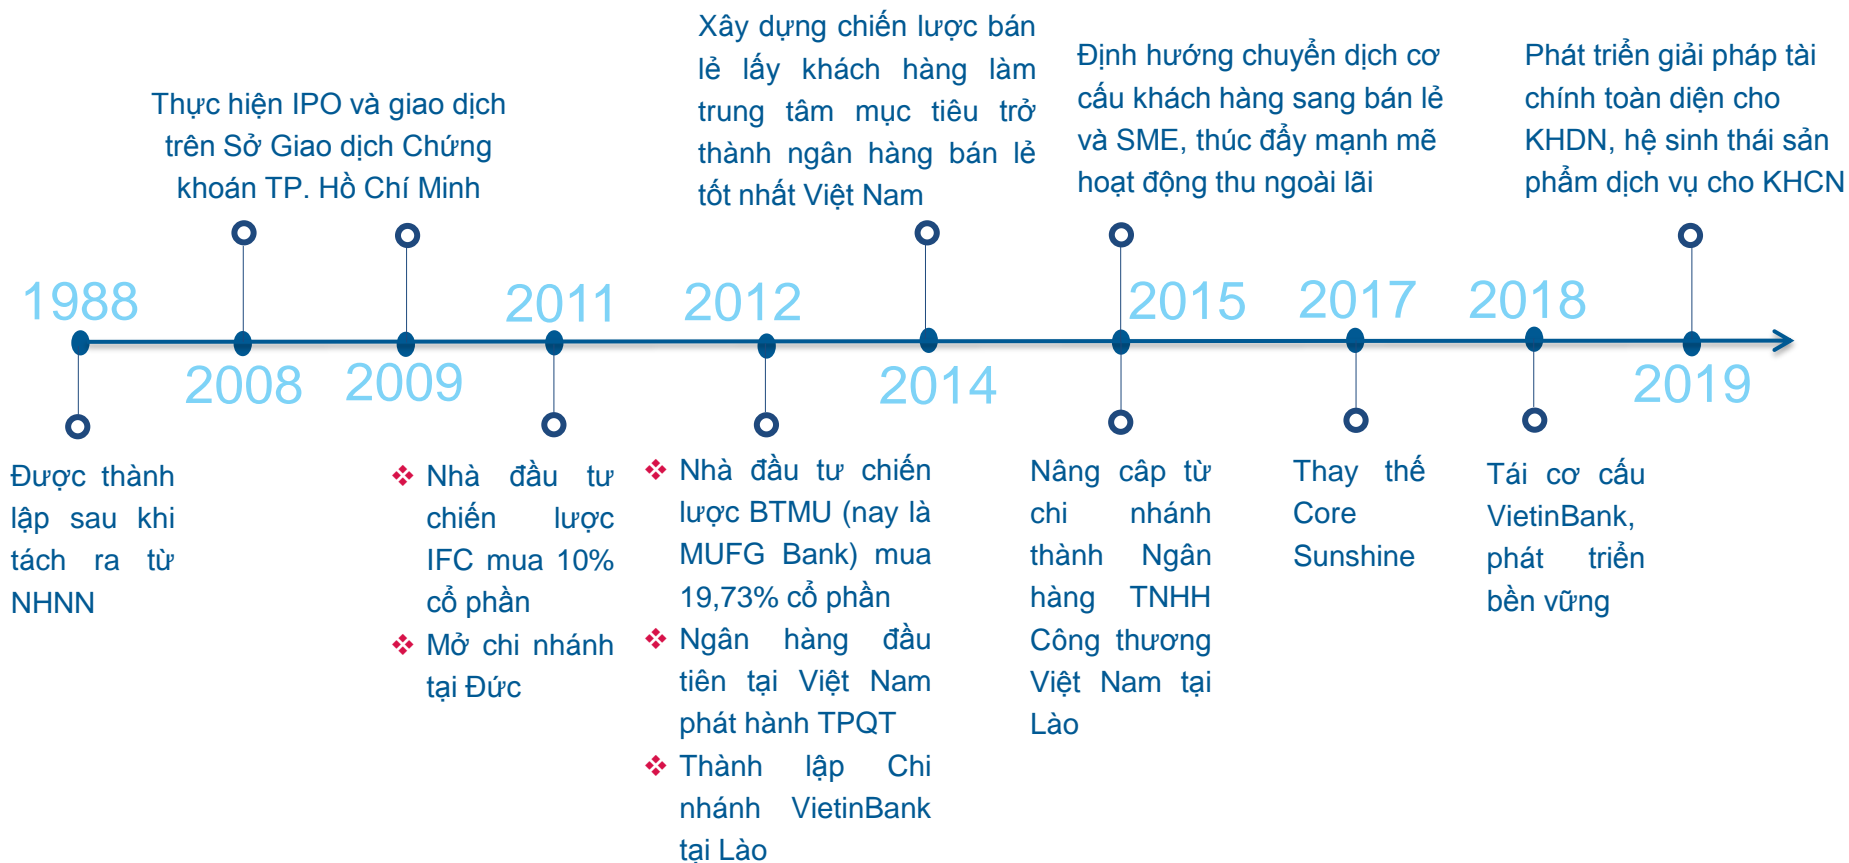 Thực hiện IPO và giao dịch
trên Sở Giao dịch Chứng
khoán TP. Hồ Chí Minh
Xây dựng chiến lược bán
lẻ lấy khách hàng làm
trung tâm mục tiêu trở
thành ngân hàng bán lẻ
tốt nhất Việt Nam
Định hướng chuyển dịch cơ
cấu khách hàng sang bán lẻ
và SME, thúc đẩy mạnh mẽ
hoạt động thu ngoài lãi
Phát triển giải pháp tài
chính toàn diện cho
KHDN, hệ sinh thái sản
phẩm dịch vụ cho KHCN
1988
2008
2009
2011
2012
2014
2015
2017
2018
2019
Được thành
lập sau khi
tách ra từ
NHNN
❖ Nhà đầu tư
chiến lược
IFC mua 10%
cổ phần
❖ Mở chi nhánh
tại Đức
❖ Nhà đầu tư chiến
lược BTMU (nay là
MUFG Bank) mua
19,73% cổ phần
❖ Ngân hàng đầu
tiên tại Việt Nam
phát hành TPQT
❖ Thành lập Chi
nhánh VietinBank
tại Lào
Nâng câp từ
chi nhánh
thành Ngân
hàng TNHH
Công thương
Việt Nam tại
Lào
Thay thế
Core
Sunshine
Tái cơ cấu
VietinBank,
phát triển
bền vững